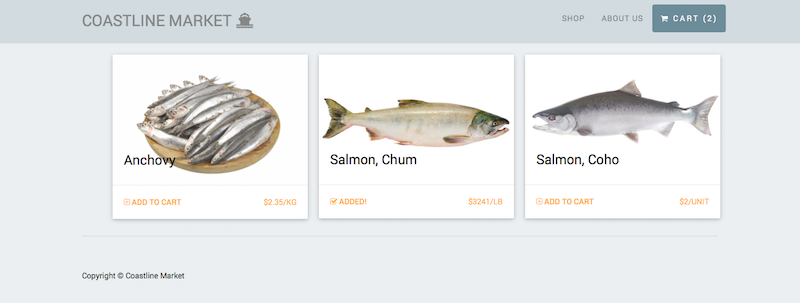 COASTLINE MARKET
SHOP
ABOUT US
CART (2)
Anchovy
Salmon, Chum
Salmon, Coho
ADD TO CART
$2.35/KG
ADDED!
$3241/LB
ADD TO CART
$2/UNIT
Copyright © Coastline Market